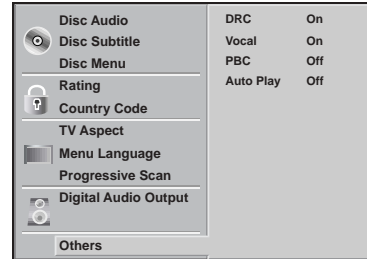 Disc Audio
Disc Subtitle
Disc Menu
Rating
Country Code
TV Aspect
Menu Language
Progressive Scan
Digital Audio Output
Others
DRC On
Vocal On
PBC Off
Auto Play Off